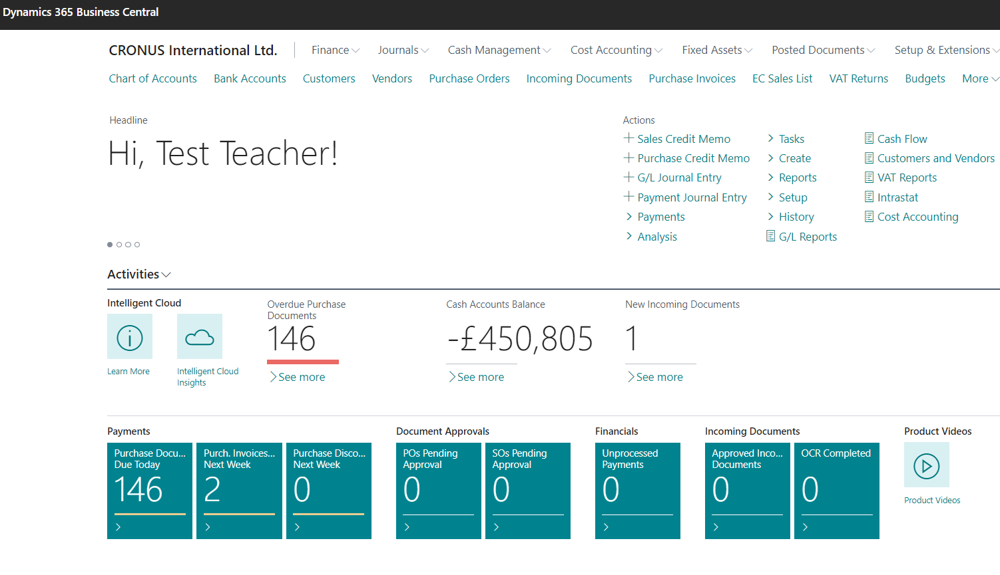 Dynamics 365 Business Central
CRONUS International Ltd.
Finance
Journals
Cash Management
Cost Accounting
Fixed Assets
Posted Documents
Setup & Extensions
Chart of Accounts
Bank Accounts
Customers
Vendors
Purchase Orders
Incoming Documents
Purchase Invoices
EC Sales List
VAT Returns
Budgets
More
Headline
Hi, Test Teacher!
Actions
Sales Credit Memo
Purchase Credit Memo
G/L Journal Entry
Payment Journal Entry
Payments
Analysis
Tasks
Create
Reports
Setup
History
G/L Reports
Cash Flow
Customers and Vendors
VAT Reports
Intrastat
Cost Accounting
Activities
Intelligent Cloud
Learn More
Intelligent Cloud
Insights
Overdue Purchase
Documents
146
See more
Cash Accounts Balance
-£450,805
See more
New Incoming Documents
1
See more
Payments
Purchase Docu...
Due Today
146
Purch. Invoices...
Next Week
2
Purchase Disco...
Next Week
0
Document Approvals
POs Pending
Approval
0
SOs Pending
Approval
0
Financials
Unprocessed
Payments
0
Incoming Documents
Approved Inco...
Documents
0
OCR Completed
0
Product Videos
Product Videos